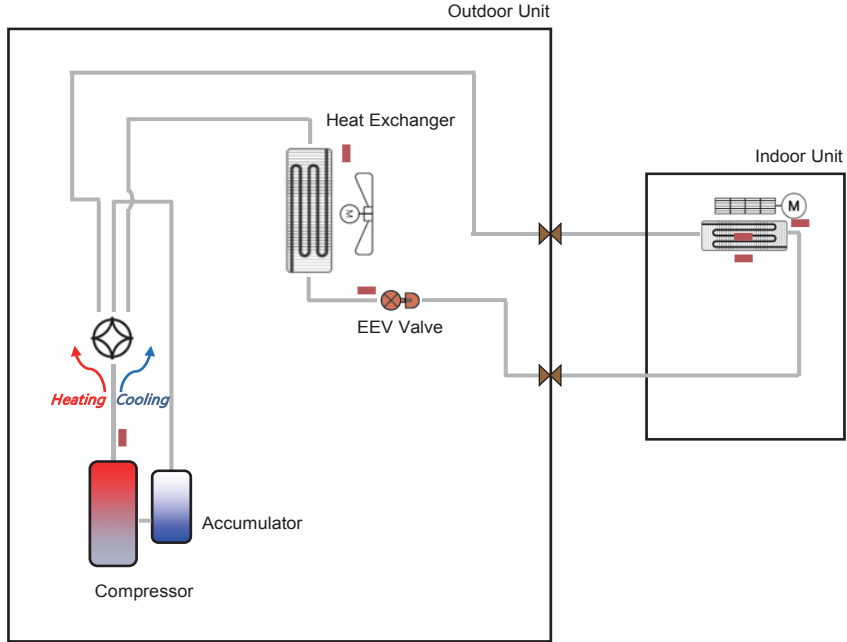 Outdoor Unit
Heat Exchanger
Indoor Unit
M
M
EEV Valve
Heating Cooling
Accumulator
Compressor